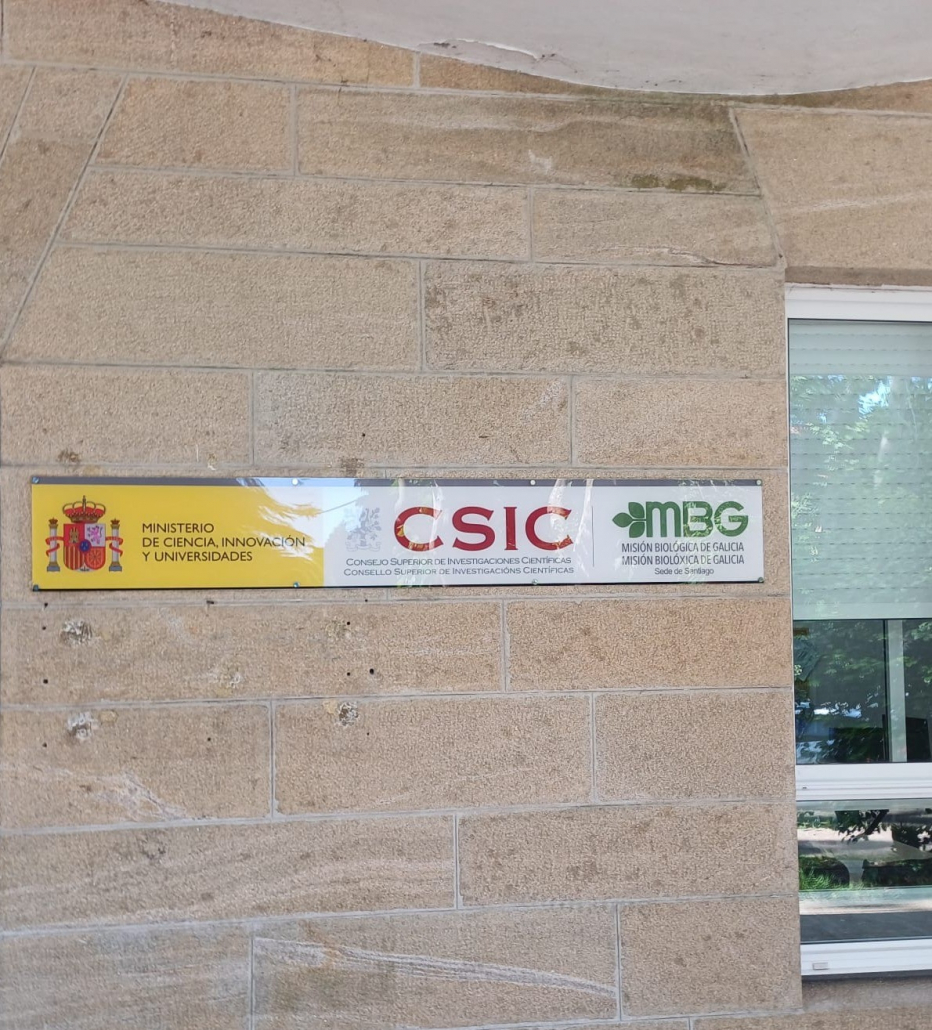 MINISTERIO
DE CIENCIA, INNOVACIÓN
Y UNIVERSIDADES
CSIC
CONSEJO SUPERIOR DE INVESTIGACIONES CIENTÍFICAS
CONSELLO SUPERIOR DE INVESTIGACIÓNS CIENTÍFICAS
MBG
MISIÓN BIOLÓGICA DE GALICIA
MISIÓN BIOLÓXICA DE GALICIA
Sede de Santiago